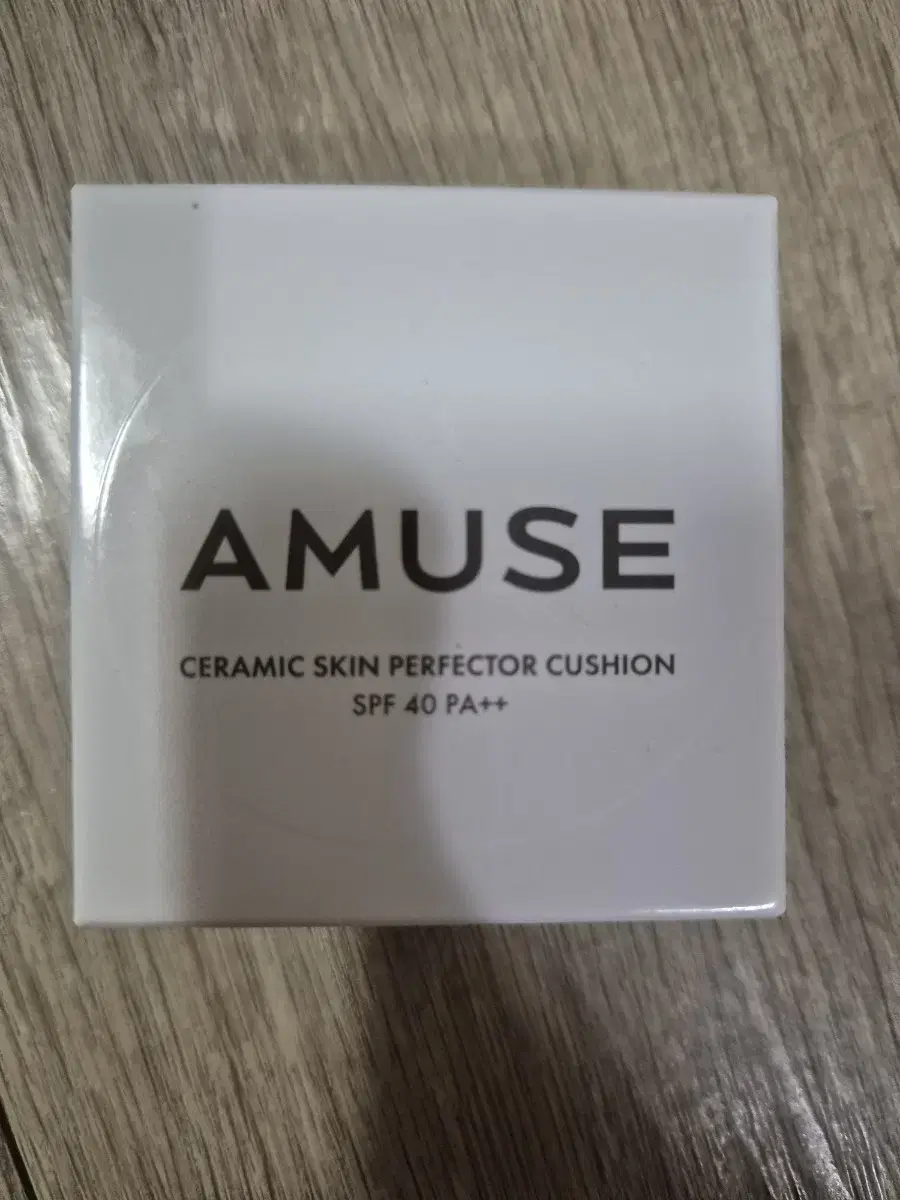 AMUSE
CERAMIC SKIN PERFECTOR CUSHION
SPF 40 PA++